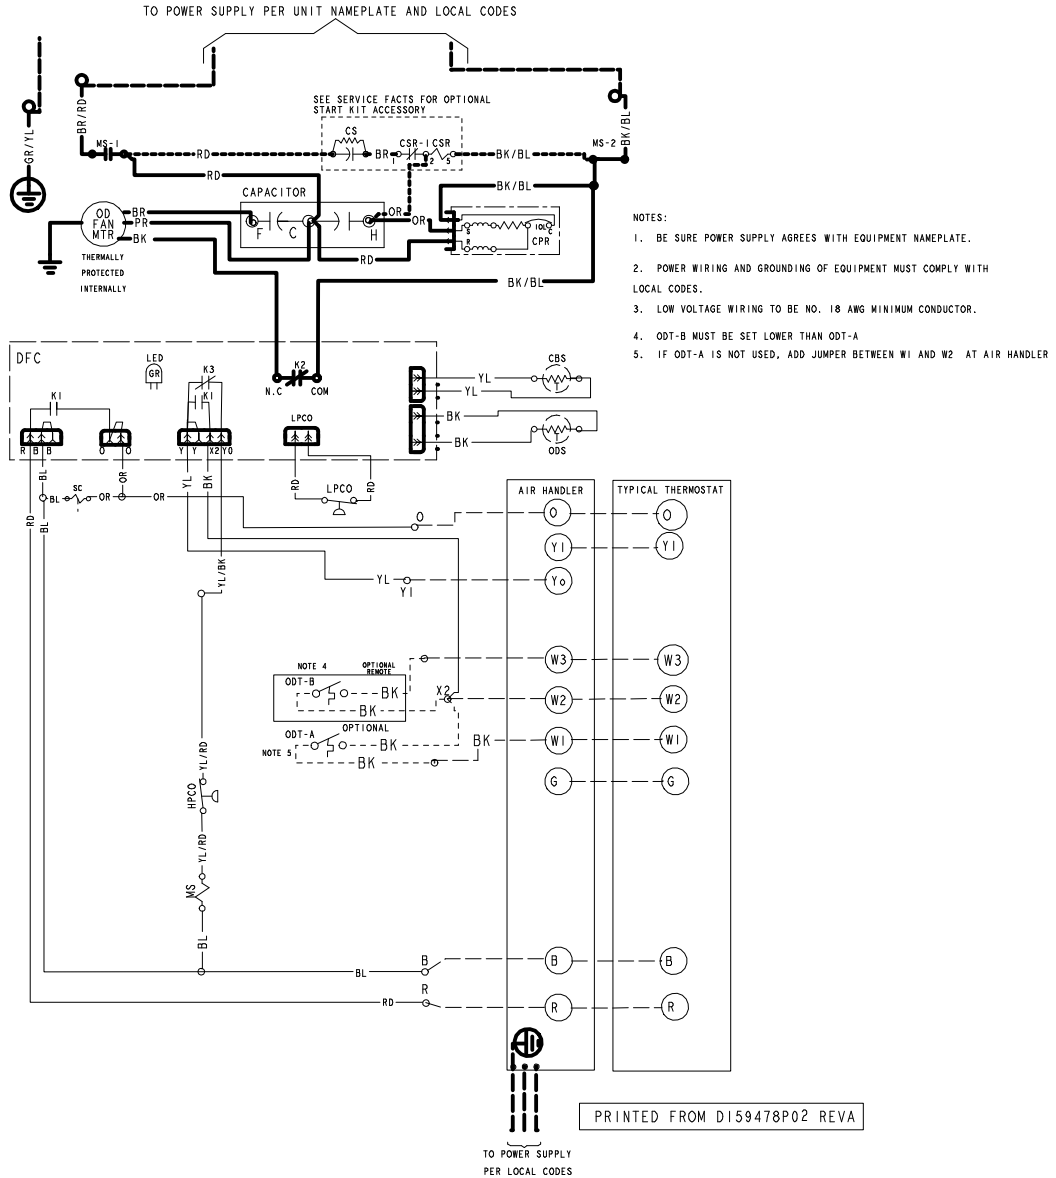 TO POWER SUPPLY PER UNIT NAMEPLATE AND LOCAL CODES
SEE SERVICE FACTS FOR OPTIONAL
START KIT ACCESSORY
BR/RD
GR/YL
BK/BL
MS-1
RD
CS
BR
CSR-1 CSR
1
2
5
BK/BL
MS-2
RD
BK/BL
CAPACITOR
OD
FAN
MTR
BR
PR
BK
F
C
H
OR
OR
S
R
IOL
C
CPR
RD
BK/BL
THERMALLY
PROTECTED
INTERNALLY
NOTES:
1. BE SURE POWER SUPPLY AGREES WITH EQUIPMENT NAMEPLATE.
2. POWER WIRING AND GROUNDING OF EQUIPMENT MUST COMPLY WITH
LOCAL CODES.
3. LOW VOLTAGE WIRING TO BE NO. 18 AWG MINIMUM CONDUCTOR.
4. ODT-B MUST BE SET LOWER THAN ODT-A
5. IF ODT-A IS NOT USED, ADD JUMPER BETWEEN W1 AND W2 AT AIR HANDLER
DFC
LED
GR
K3
K2
N.C
COM
K1
K1
LPCO
YL
YL
CBS
BK
BK
ODS
R B B
O O
Y Y X2 YO
BL
OR
YL
BK
RD
LPCO
RD
BL
SC
OR
OR
RD
BL
YL/BK
O
YL
Y1
AIR HANDLER
TYPICAL THERMOSTAT
O
O
Y1
Y1
Yo
NOTE 4
OPTIONAL
REMOTE
ODT-B
BK
BK
X2
W3
W3
W2
W2
ODT-A
OPTIONAL
NOTE 5
BK
BK
BK
W1
W1
G
G
YL/RD
HPCO
YL/RD
MS
BL
BL
B
B
B
RD
R
R
R
PRINTED FROM D159478P02 REVA
TO POWER SUPPLY
PER LOCAL CODES